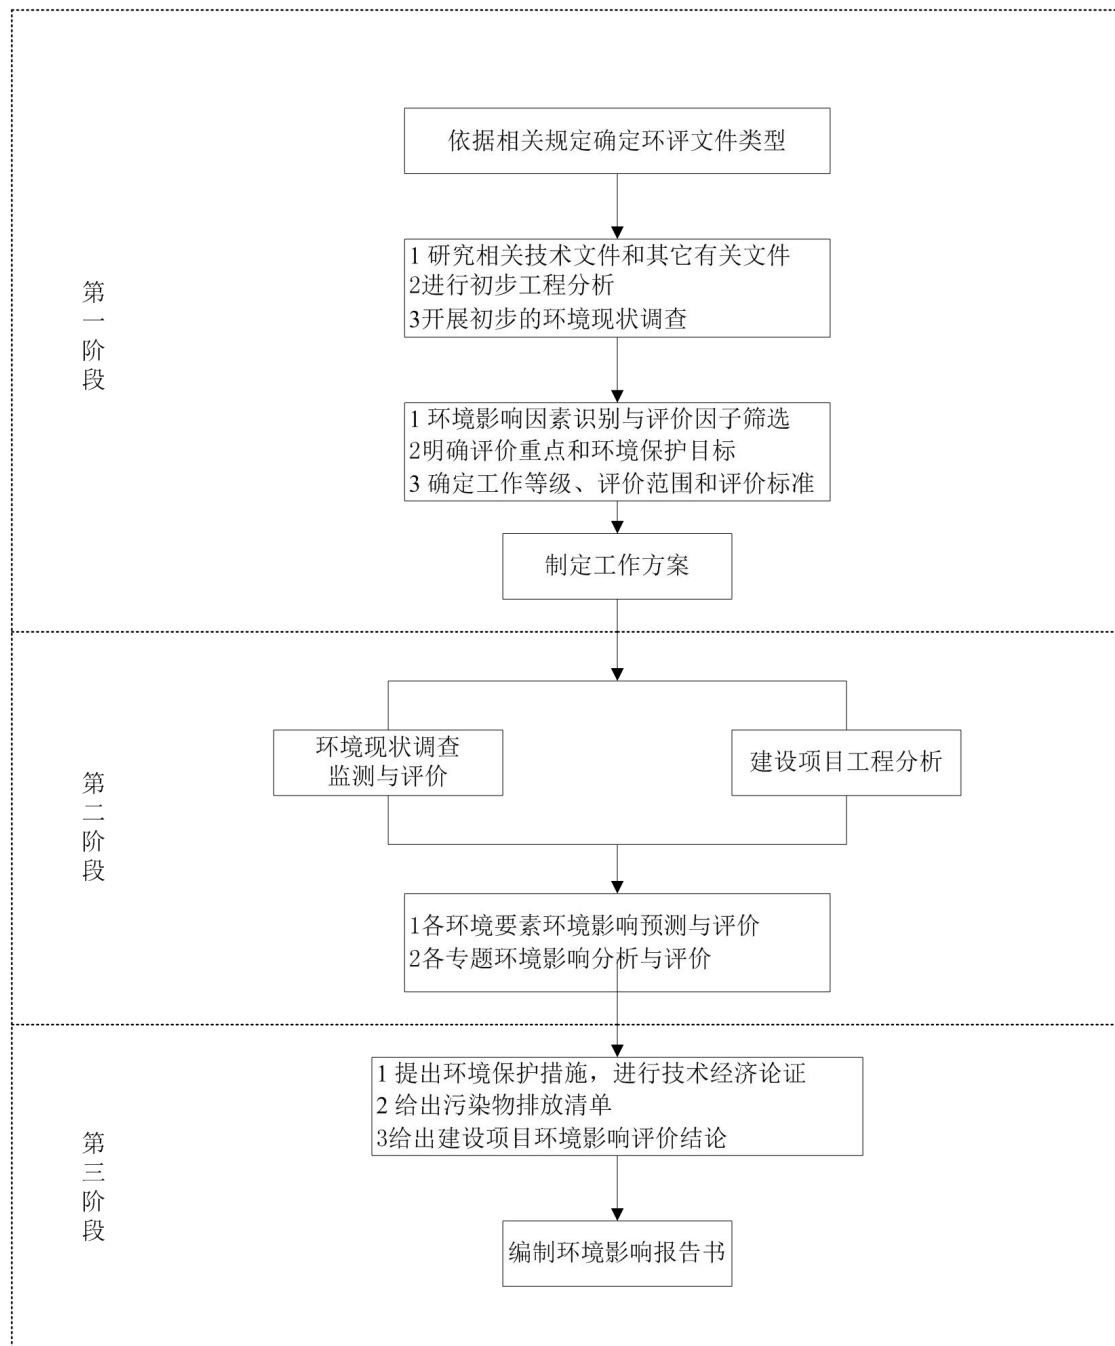 依据相关规定确定环评文件类型
1 研究相关技术文件和其它有关文件
2进行初步工程分析
3开展初步的环境现状调查
第一阶段
1 环境影响因素识别与评价因子筛选
2明确评价重点和环境保护目标
3 确定工作等级、评价范围和评价标准
制定工作方案
环境现状调查
监测与评价
建设项目工程分析
第二阶段
1各环境要素环境影响预测与评价
2各专题环境影响分析与评价
1 提出环境保护措施，进行技术经济论证
2 给出污染物排放清单
3给出建设项目环境影响评价结论
第三阶段
编制环境影响报告书